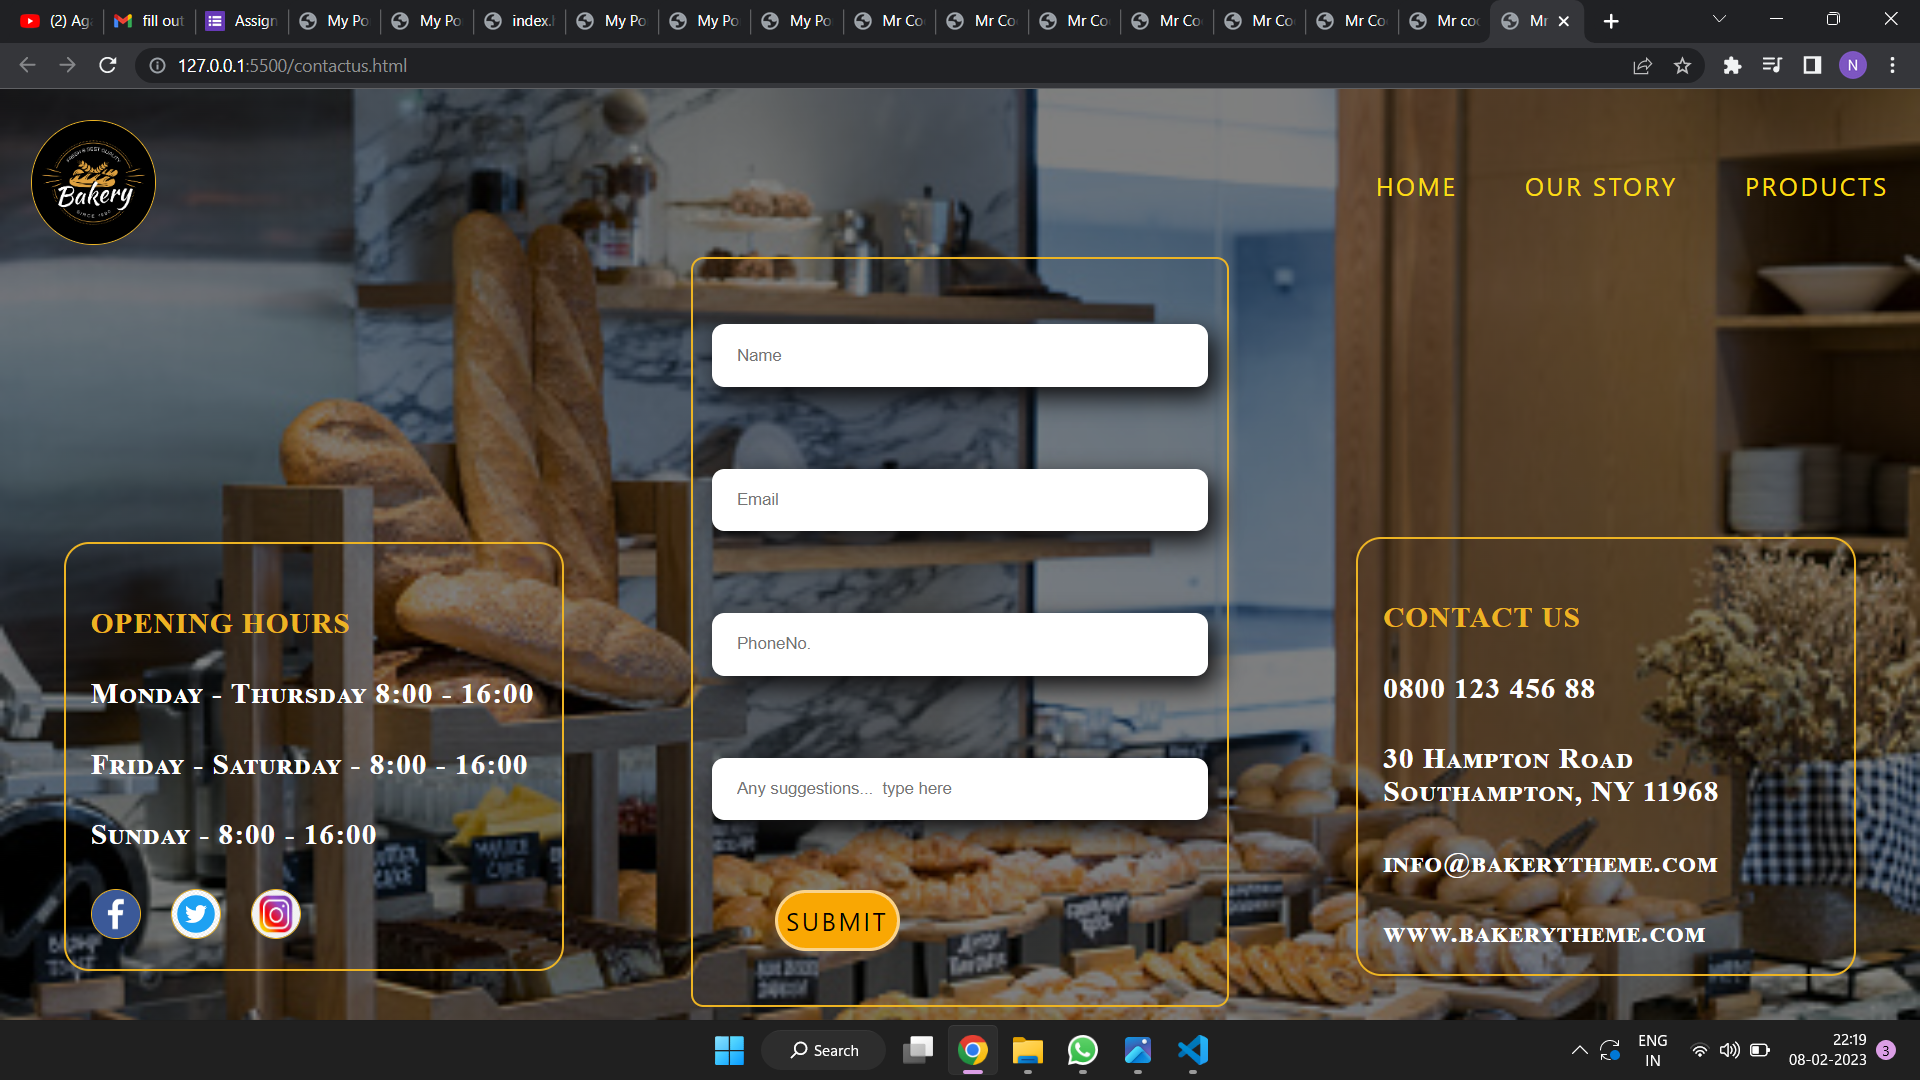 (2) Aga
fill out
Assign
My Po
My Po
index.h
My Po
My Po
My Po
Mr Co
Mr Co
Mr Co
Mr Co
Mr Co
Mr Co
Mr coo
Mr
127.0.0.1:5500/contactus.html
N
FRESH & BEST QUALITY
Bakery
HOME
OUR STORY
PRODUCTS
Name
Email
PhoneNo.
Any suggestions... type here
SUBMIT
OPENING HOURS
Monday - Thursday 8:00 - 16:00
Friday - Saturday - 8:00 - 16:00
Sunday - 8:00 - 16:00
CONTACT US
0800 123 456 88
30 Hampton Road
Southampton, NY 11968
info@bakerytheme.com
www.bakerytheme.com
Search
ENG
IN
22:19
08-02-2023
3